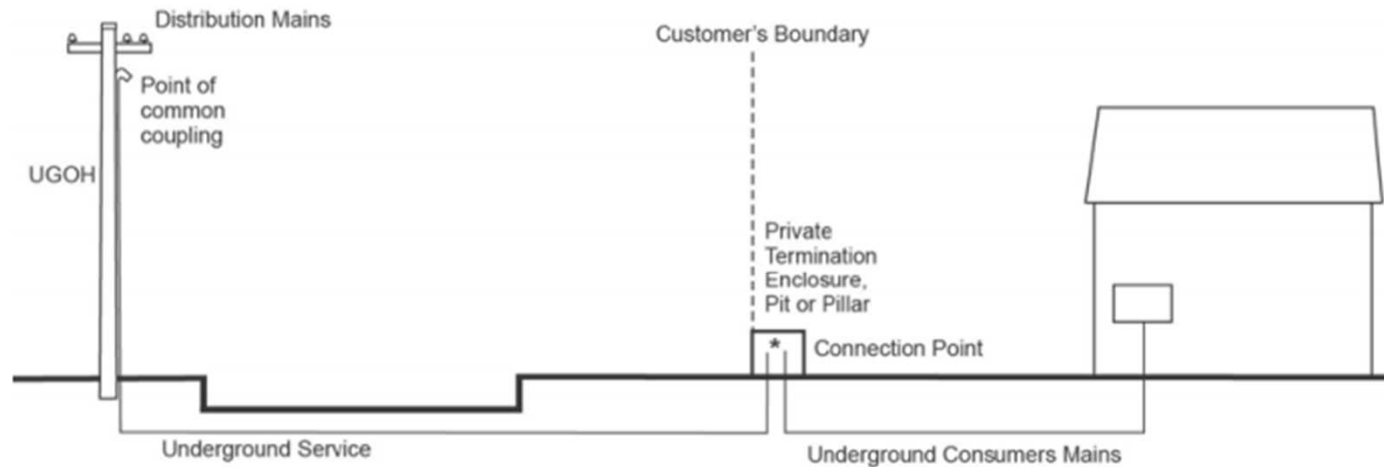 Distribution Mains
Customer's Boundary
Point of
common
coupling
UGOH
Private
Termination
Enclosure,
Pit or Pillar
*
Connection Point
Underground Service
Underground Consumers Mains